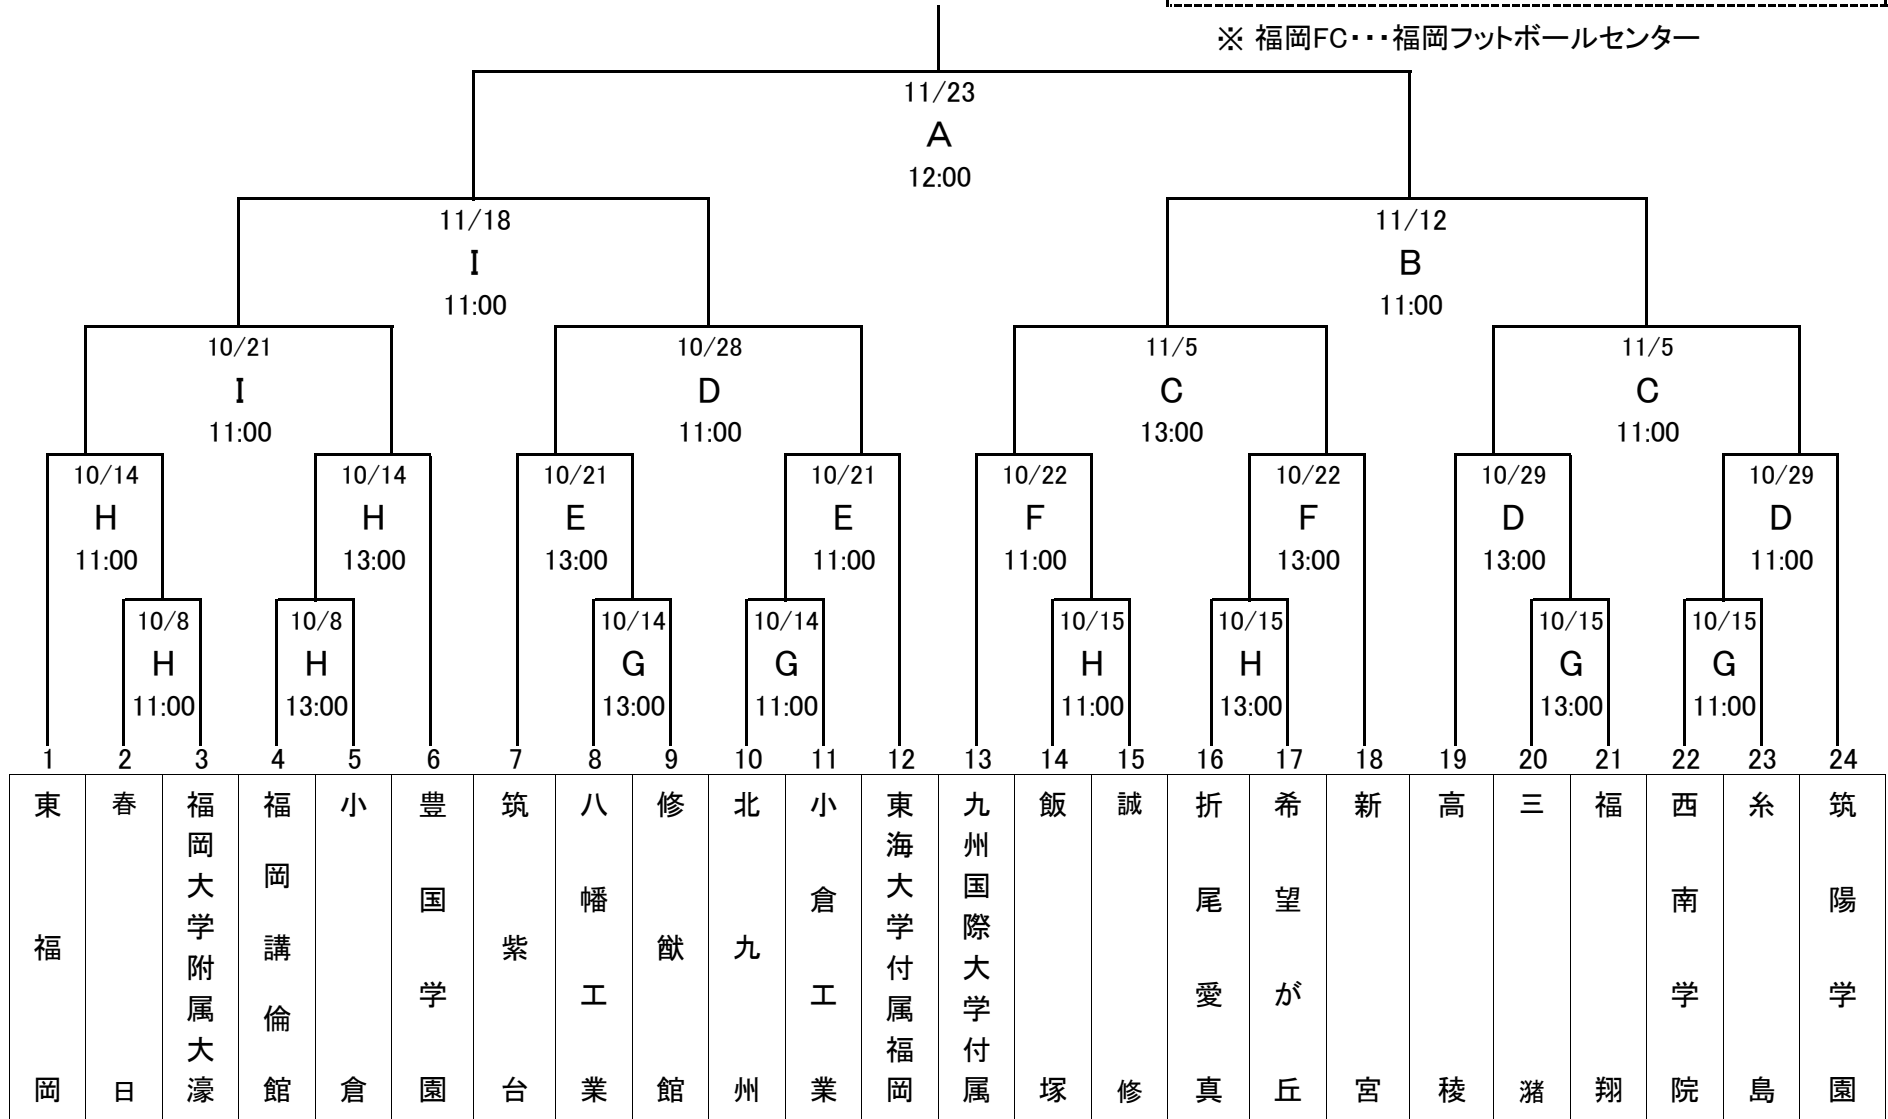 ※ 福岡FC・・・福岡フットボールセンター
11/23
A
12:00
11/18
I
11:00
11/12
B
11:00
10/21
I
11:00
10/28
D
11:00
11/5
C
13:00
11/5
C
11:00
10/14
H
11:00
10/14
H
13:00
10/21
E
13:00
10/21
E
11:00
10/22
F
11:00
10/22
F
13:00
10/29
D
13:00
10/29
D
11:00
10/8
H
11:00
10/8
H
13:00
10/14
G
13:00
10/14
G
11:00
10/15
H
11:00
10/15
H
13:00
10/15
G
13:00
10/15
G
11:00
1 2 3 4 5 6 7 8 9 10 11 12 13 14 15 16 17 18 19 20 21 22 23 24
東福岡
春日
福岡大学附属大濠
福岡講倫館
小倉
豊国学園
筑紫台
八幡工業
修猷館
北九州
小倉工業
東海大学付属福岡
九州国際大学付属
飯塚
誠修
折尾愛真
希望が丘
新宮
高稜
三潴
福翔
西南学院
糸島
筑陽学園